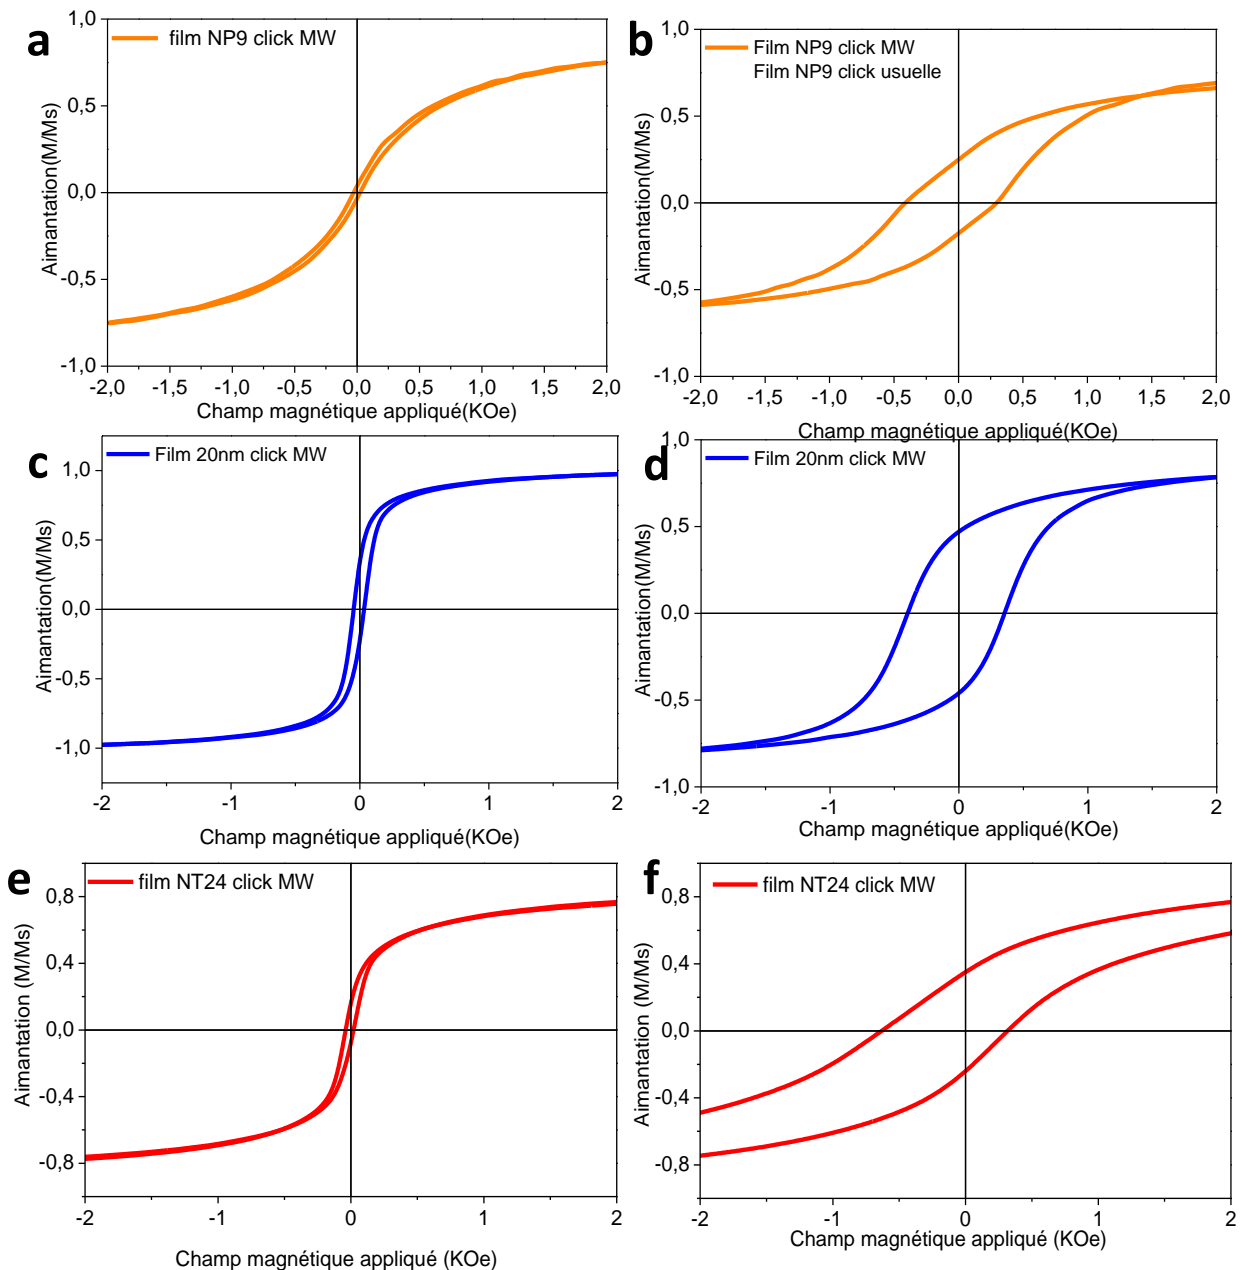 a
film NP9 click MW
Aimantation(M/Ms)
1,0
0,5
0,0
-0,5
-1,0
-2,0 -1,5 -1,0 -0,5 0,0 0,5 1,0 1,5 2,0
Champ magnétique appliqué(KOe)
b
Film NP9 click MW
Film NP9 click usuelle
Aimantation(M/Ms)
1,0
0,5
0,0
-0,5
-1,0
-2,0 -1,5 -1,0 -0,5 0,0 0,5 1,0 1,5 2,0
Champ magnétique appliqué(KOe)
c
Film 20nm click MW
Aimantation(M/Ms)
1,0
0,5
0,0
-0,5
-1,0
-2 -1 0 1 2
Champ magnétique appliqué(KOe)
d
Film 20nm click MW
Aimantation(M/Ms)
1,0
0,5
0,0
-0,5
-1,0
-2 -1 0 1 2
Champ magnétique appliqué(KOe)
e
film NT24 click MW
Aimantation (M/Ms)
0,8
0,4
0,0
-0,4
-0,8
-2 -1 0 1 2
Champ magnétique appliqué (KOe)
f
film NT24 click MW
Aimantation (M/Ms)
0,8
0,4
0,0
-0,4
-0,8
-2 -1 0 1 2
Champ magnétique appliqué (KOe)